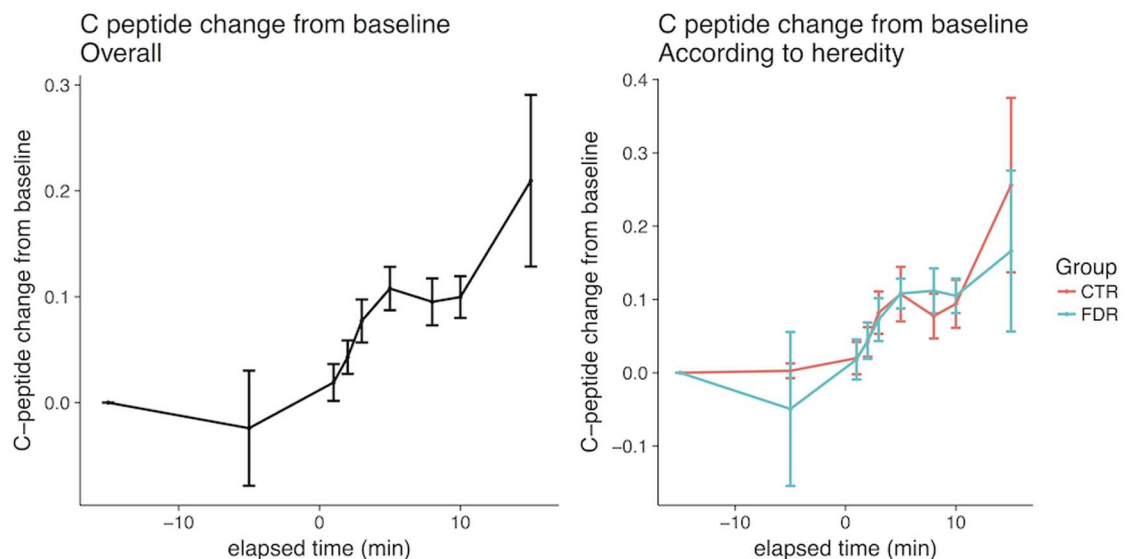 C peptide change from baseline
Overall
C−peptide change from baseline
0.3
0.2
0.1
0.0
−10
0
10
elapsed time (min)
C peptide change from baseline
According to heredity
C−peptide change from baseline
0.4
0.3
0.2
0.1
0.0
−0.1
−10
0
10
elapsed time (min)
Group
CTR
FDR